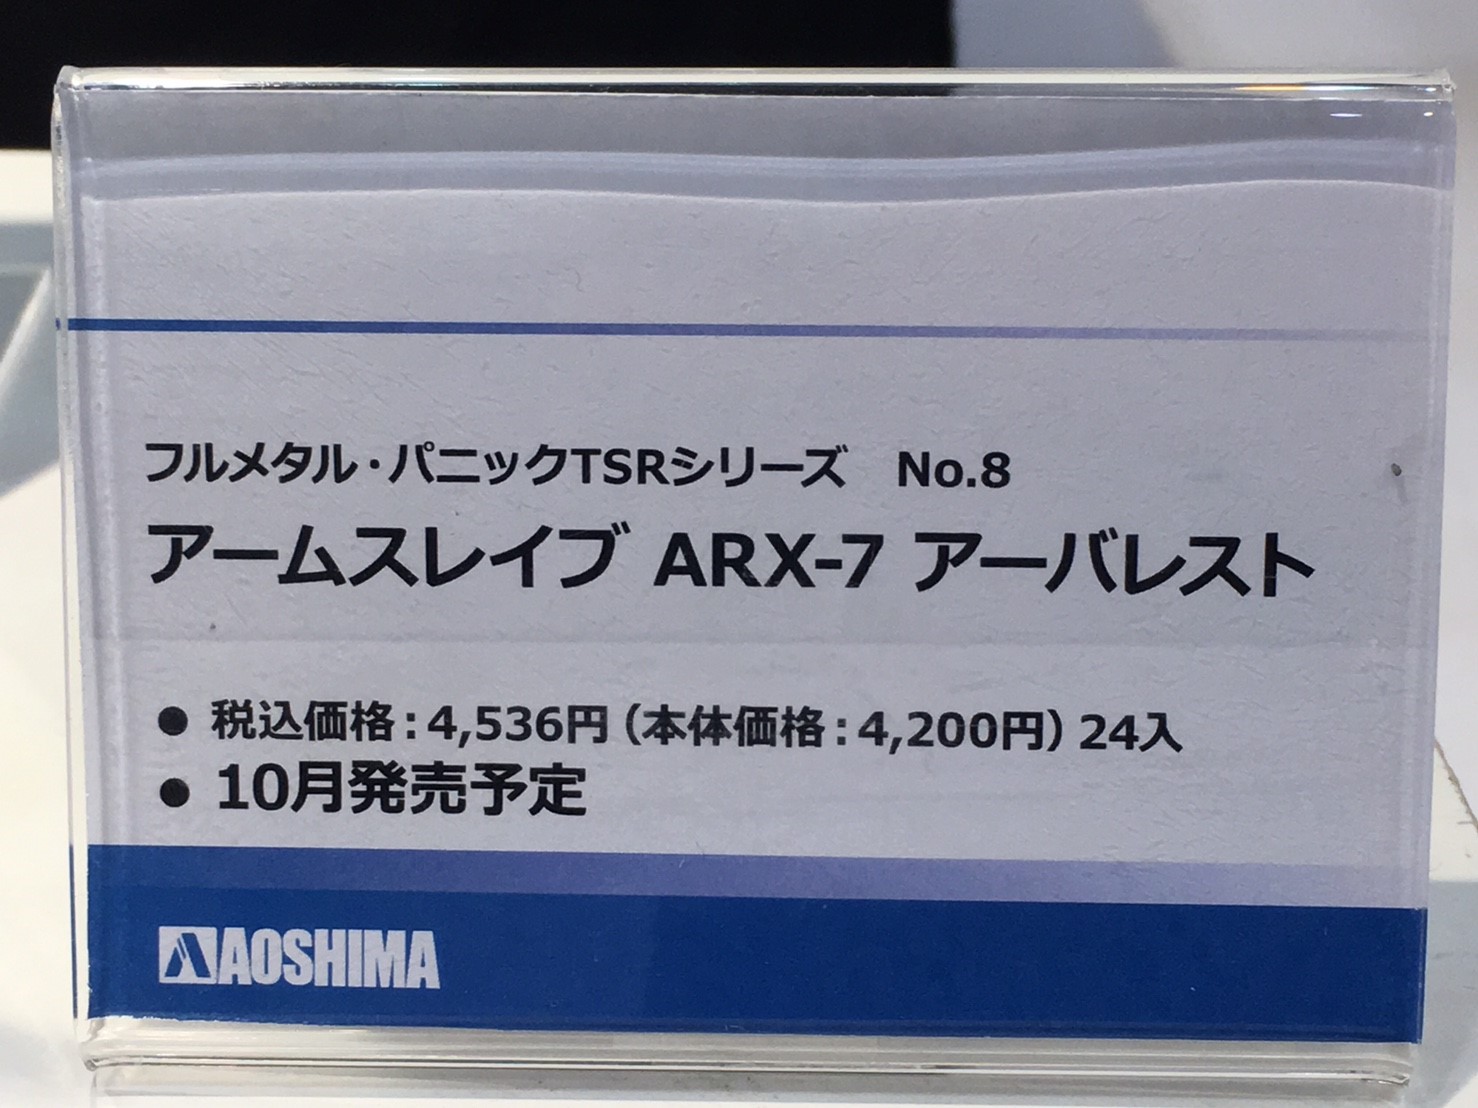 フルメタル・パニックTSRシリーズ　No.8
アームスレイブ ARX-7 アーバレスト
● 税込価格：4,536円（本体価格：4,200円）24入
● 10月発売予定
AOSHIMA